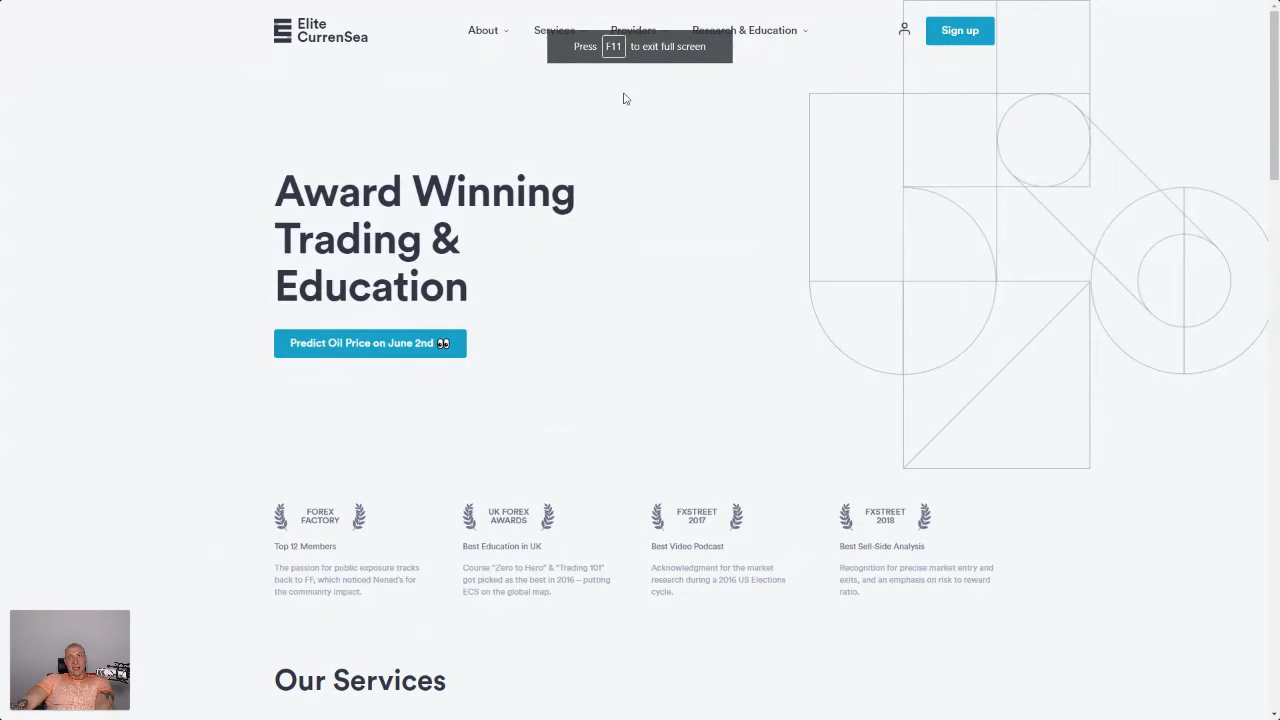 Elite
CurrenSea
About
Services
Providers
Research & Education
Sign up
Press F11 to exit full screen
Award Winning
Trading &
Education
Predict Oil Price on June 2nd 👀
FOREX
FACTORY
Top 12 Members
The passion for public exposure tracks
back to FF, which noticed Nenad's for
the community impact.
UK FOREX
AWARDS
Best Education in UK
Course "Zero to Hero" & "Trading 101"
got picked as the best in 2016 – putting
ECS on the global map.
FXSTREET
2017
Best Video Podcast
Acknowledgment for the market
research during a 2016 US Elections
cycle.
FXSTREET
2018
Best Sell-Side Analysis
Recognition for precise market entry and
exits, and an emphasis on risk to reward
ratio.
Our Services